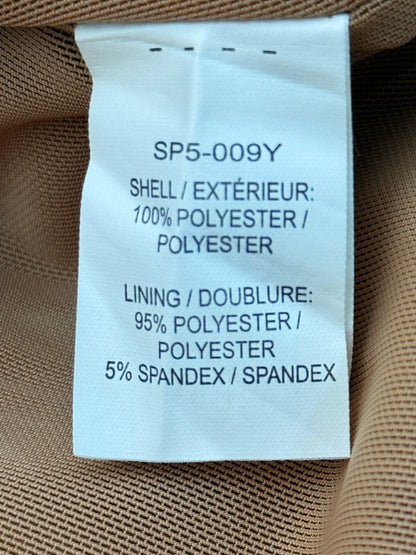 SP5-009Y
SHELL / EXTÉRIEUR:
100% POLYESTER /
POLYESTER
LINING / DOUBLURE:
95% POLYESTER /
POLYESTER
5% SPANDEX / SPANDEX